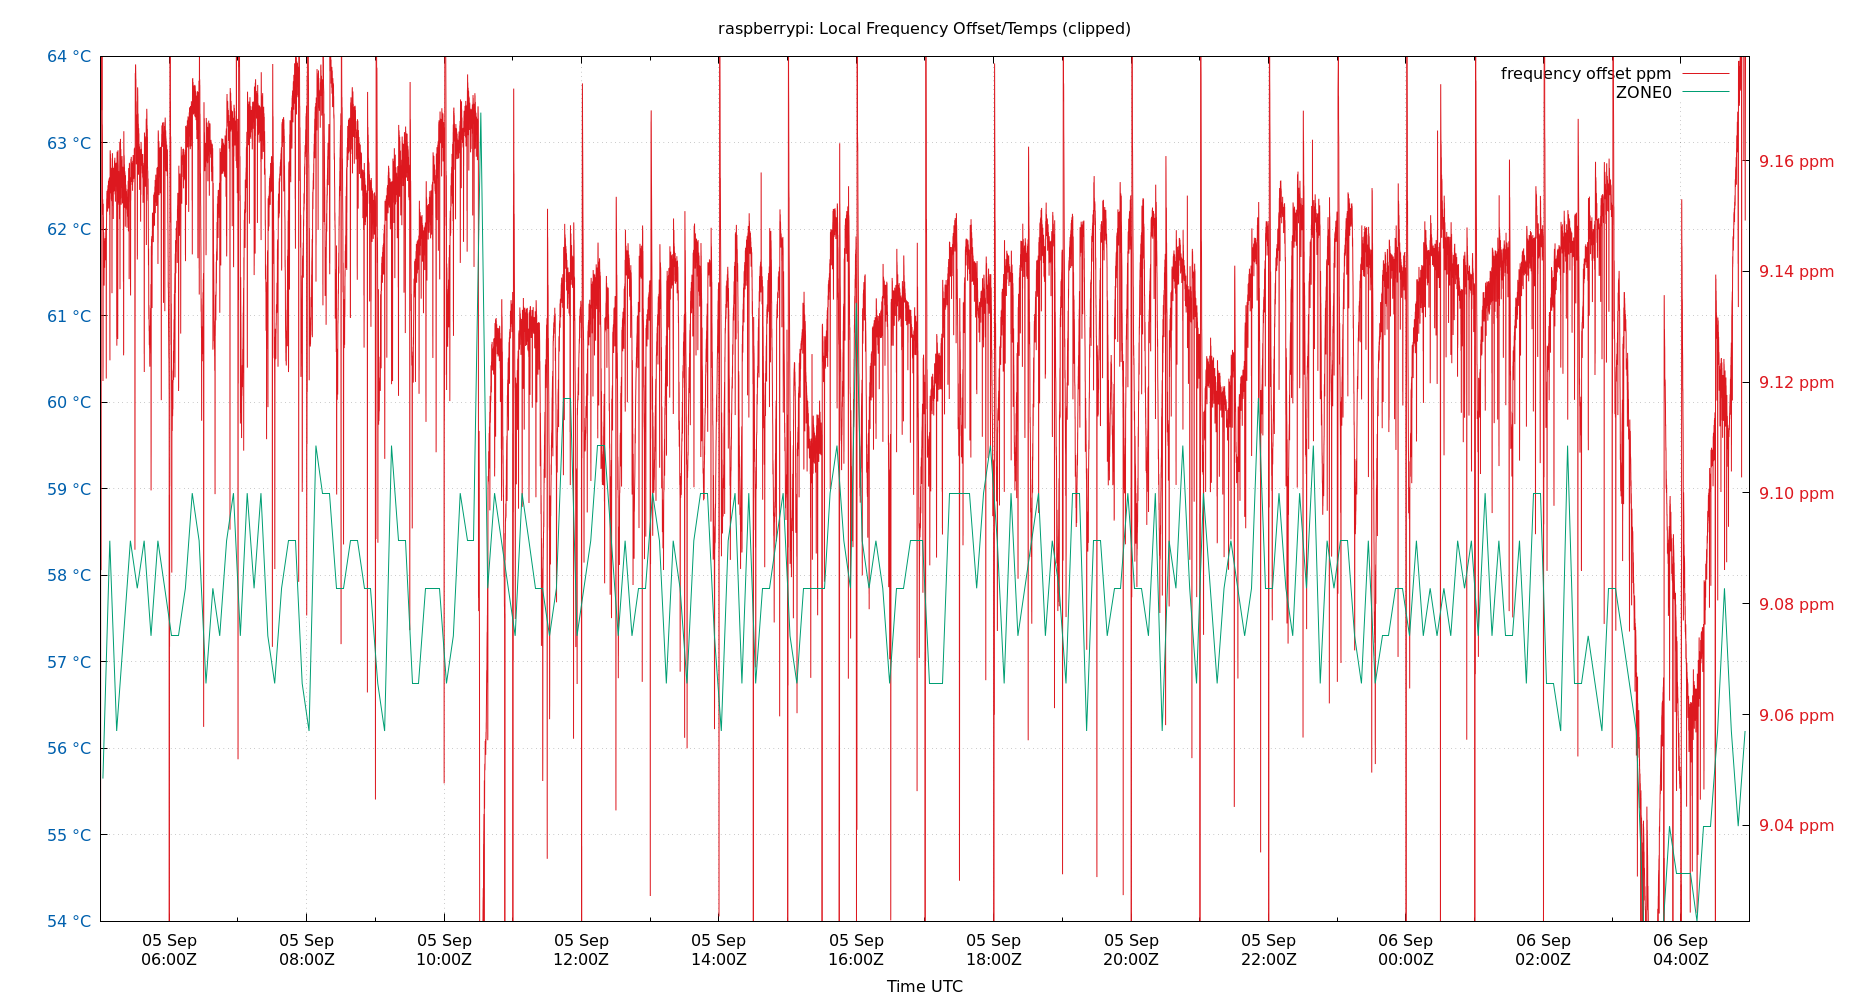 raspberrypi: Local Frequency Offset/Temps (clipped)
frequency offset ppm
ZONE0
64 °C
63 °C
62 °C
61 °C
60 °C
59 °C
58 °C
57 °C
56 °C
55 °C
54 °C
9.16 ppm
9.14 ppm
9.12 ppm
9.10 ppm
9.08 ppm
9.06 ppm
9.04 ppm
05 Sep 05 Sep 05 Sep 05 Sep 05 Sep 05 Sep 05 Sep 05 Sep 05 Sep 06 Sep 06 Sep 06 Sep
06:00Z 08:00Z 10:00Z 12:00Z 14:00Z 16:00Z 18:00Z 20:00Z 22:00Z 00:00Z 02:00Z 04:00Z
Time UTC